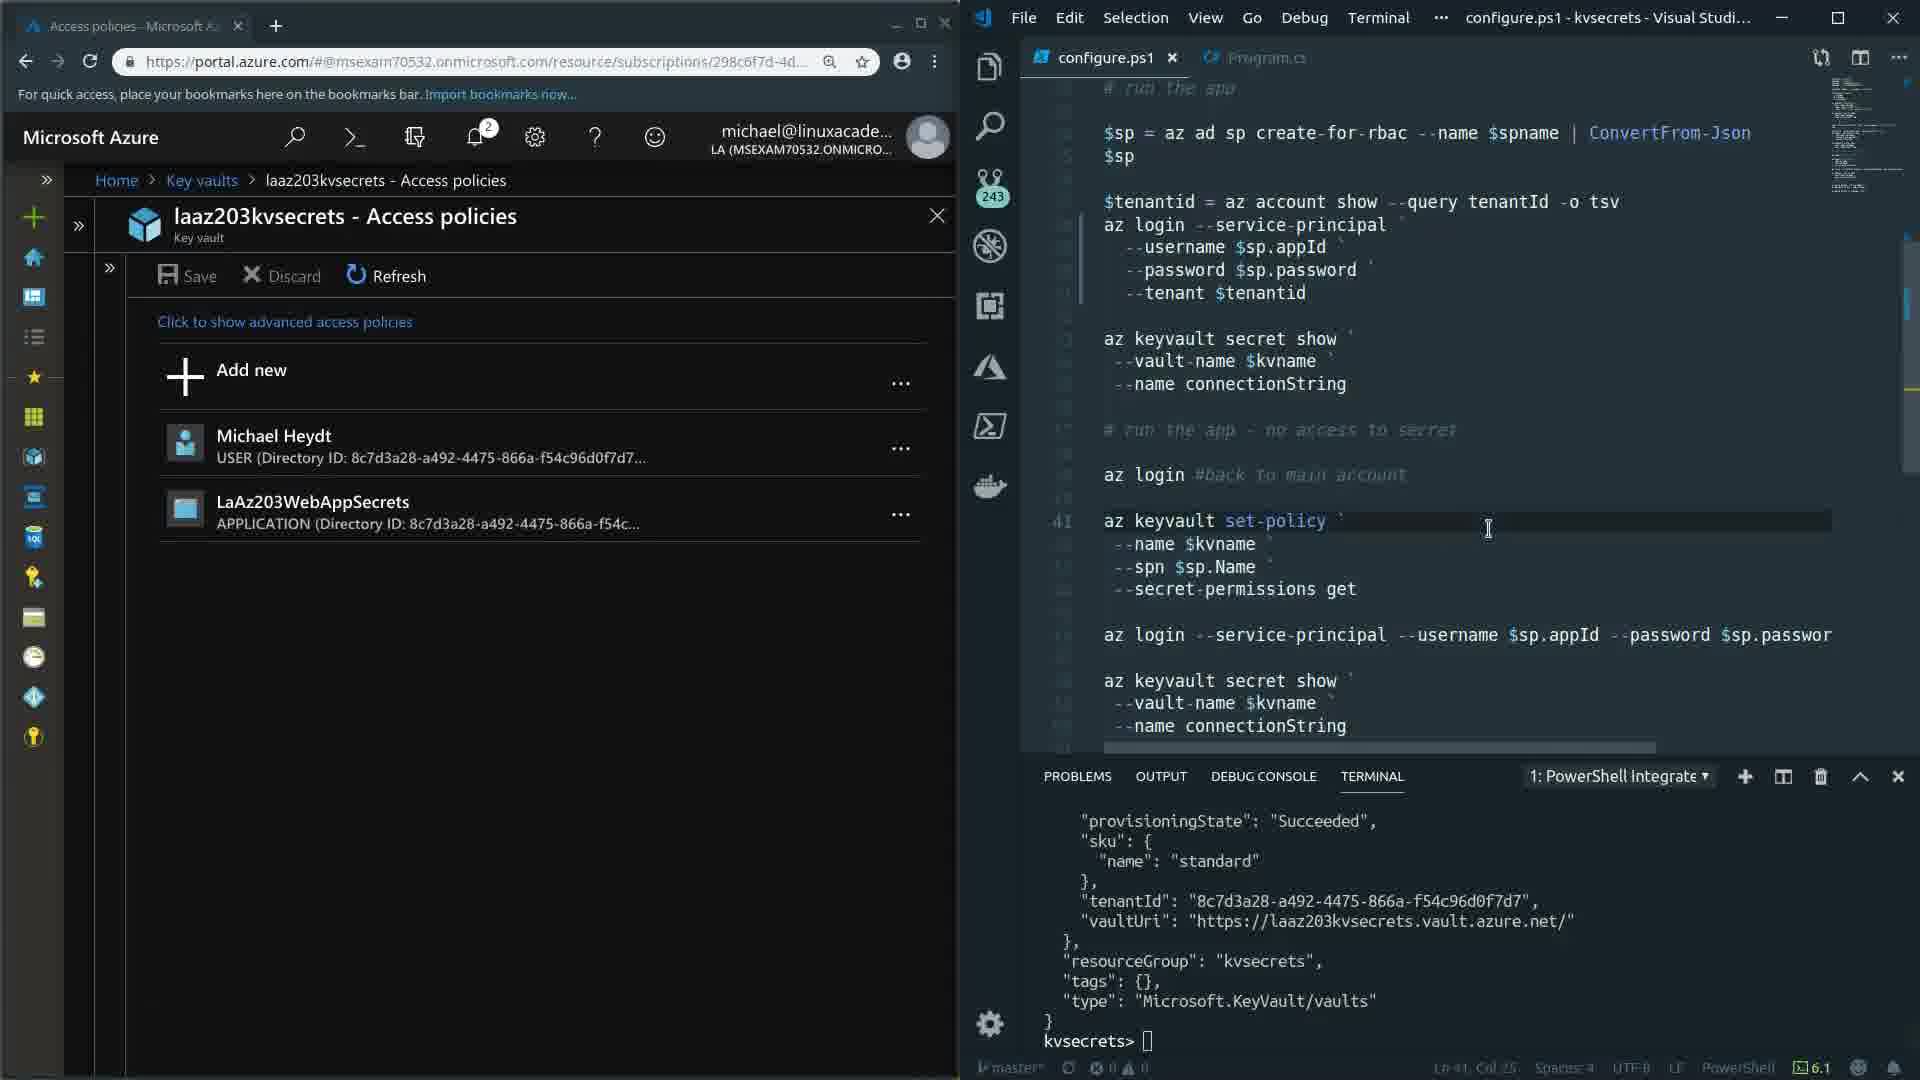 Access policies - Microsoft Az
For quick access, place your bookmarks here on the bookmarks bar. Import bookmarks now...
https://portal.azure.com/#@msexam70532.onmicrosoft.com/resource/subscriptions/298c6f7d-4d...
Microsoft Azure
2
michael@linuxacade...
LA (MSEXAM70532.ONMICRO...
Home > Key vaults > laaz203kvsecrets - Access policies
laaz203kvsecrets - Access policies
Key vault
Save
Discard
Refresh
Click to show advanced access policies
Add new
...
Michael Heydt
USER (Directory ID: 8c7d3a28-a492-4475-866a-f54c96d0f7d7...
...
LaAz203WebAppSecrets
APPLICATION (Directory ID: 8c7d3a28-a492-4475-866a-f54c...
...
File Edit Selection View Go Debug Terminal ... configure.ps1 - kvsecrets - Visual Studi...
configure.ps1
Program.cs
243
# run the app
$sp = az ad sp create-for-rbac --name $spname | ConvertFrom-Json
$sp
$tenantid = az account show --query tenantId -o tsv
az login --service-principal `
--username $sp.appId `
--password $sp.password `
--tenant $tenantid
az keyvault secret show `
--vault-name $kvname `
--name connectionString
# run the app - no access to secret
az login #back to main account
41 az keyvault set-policy `
--name $kvname `
--spn $sp.Name `
--secret-permissions get
az login --service-principal --username $sp.appId --password $sp.passwor
az keyvault secret show `
--vault-name $kvname `
--name connectionString
PROBLEMS OUTPUT DEBUG CONSOLE TERMINAL 1: PowerShell Integrate
"provisioningState": "Succeeded",
"sku": {
"name": "standard"
},
"tenantId": "8c7d3a28-a492-4475-866a-f54c96d0f7d7",
"vaultUri": "https://laaz203kvsecrets.vault.azure.net/"
},
"resourceGroup": "kvsecrets",
"tags": {},
"type": "Microsoft.KeyVault/vaults"
}
kvsecrets>
master* 0 0 Ln 41, Col 25 Spaces: 4 UTF-8 LF PowerShell 6.1